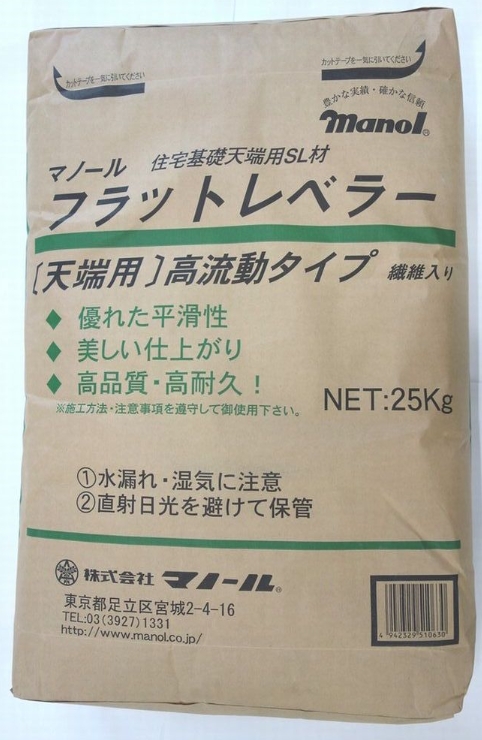 カットテープを一気に引いてください
カットテープを一気に引いてください
豊かな実績・確かな信頼
manol®
マノール 住宅基礎天端用SL材
フラットレベラー
〔天端用〕高流動タイプ 繊維入り
◆ 優れた平滑性
◆ 美しい仕上がり
◆ 高品質・高耐久！
※施工方法・注意事項を遵守して御使用下さい。
NET:25Kg
①水漏れ・湿気に注意
②直射日光を避けて保管
株式会社 マノール®
東京都足立区宮城2-4-16
TEL:03(3927)1331
http://www.manol.co.jp/
4 942329 510630